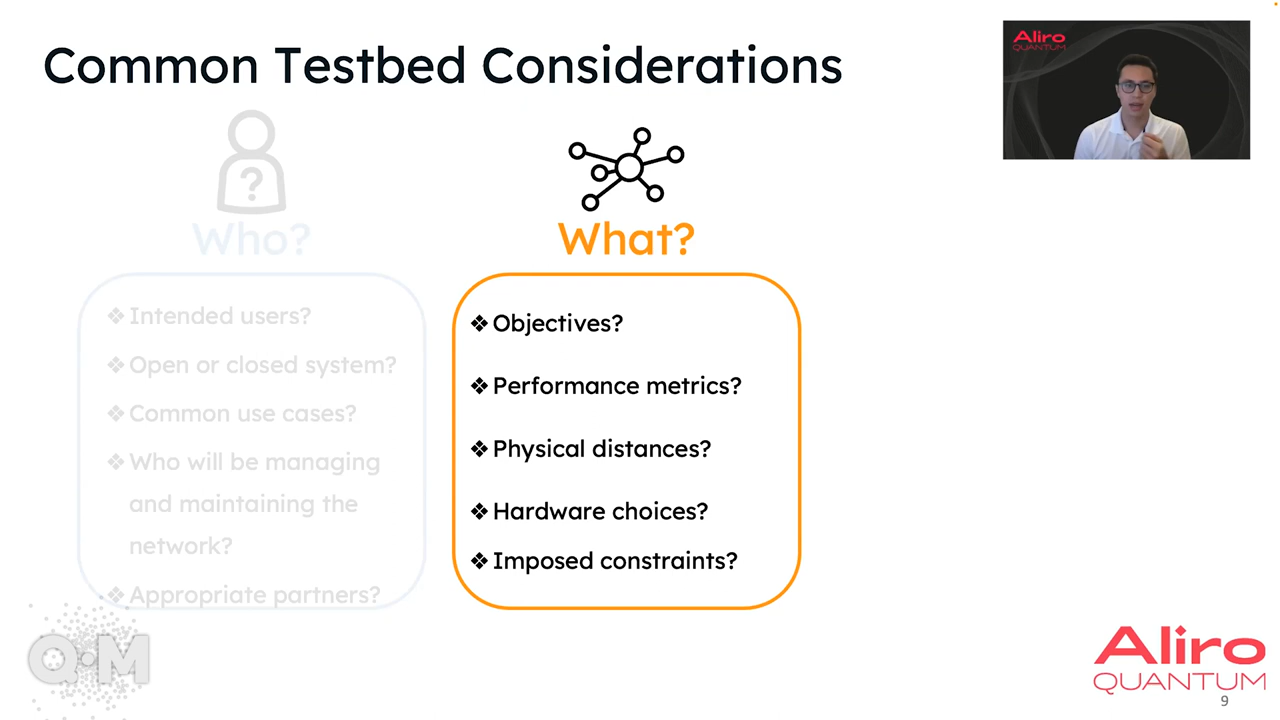 Common Testbed Considerations
Aliro
QUANTUM
?
Who?
❖ Intended users?
❖ Open or closed system?
❖ Common use cases?
❖ Who will be managing
and maintaining the
network?
❖ Appropriate partners?
What?
❖ Objectives?
❖ Performance metrics?
❖ Physical distances?
❖ Hardware choices?
❖ Imposed constraints?
QM
Aliro
QUANTUM
9